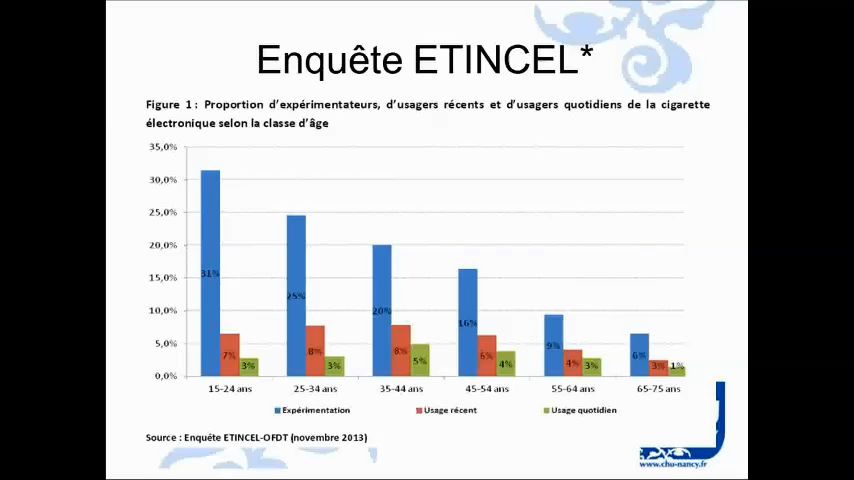 Enquête ETINCEL*
Figure 1 : Proportion d'expérimentateurs, d'usagers récents et d'usagers quotidiens de la cigarette
électronique selon la classe d'âge
35,0%
30,0%
25,0%
20,0%
15,0%
10,0%
5,0%
0,0%
31%
7%
3%
25%
8%
3%
20%
8%
5%
16%
6%
4%
9%
4%
3%
6%
3%
1%
15-24 ans
25-34 ans
35-44 ans
45-54 ans
55-64 ans
65-75 ans
Expérimentation
Usage récent
Usage quotidien
Source : Enquête ETINCEL-OFDT (novembre 2013)
www.chu-nancy.fr